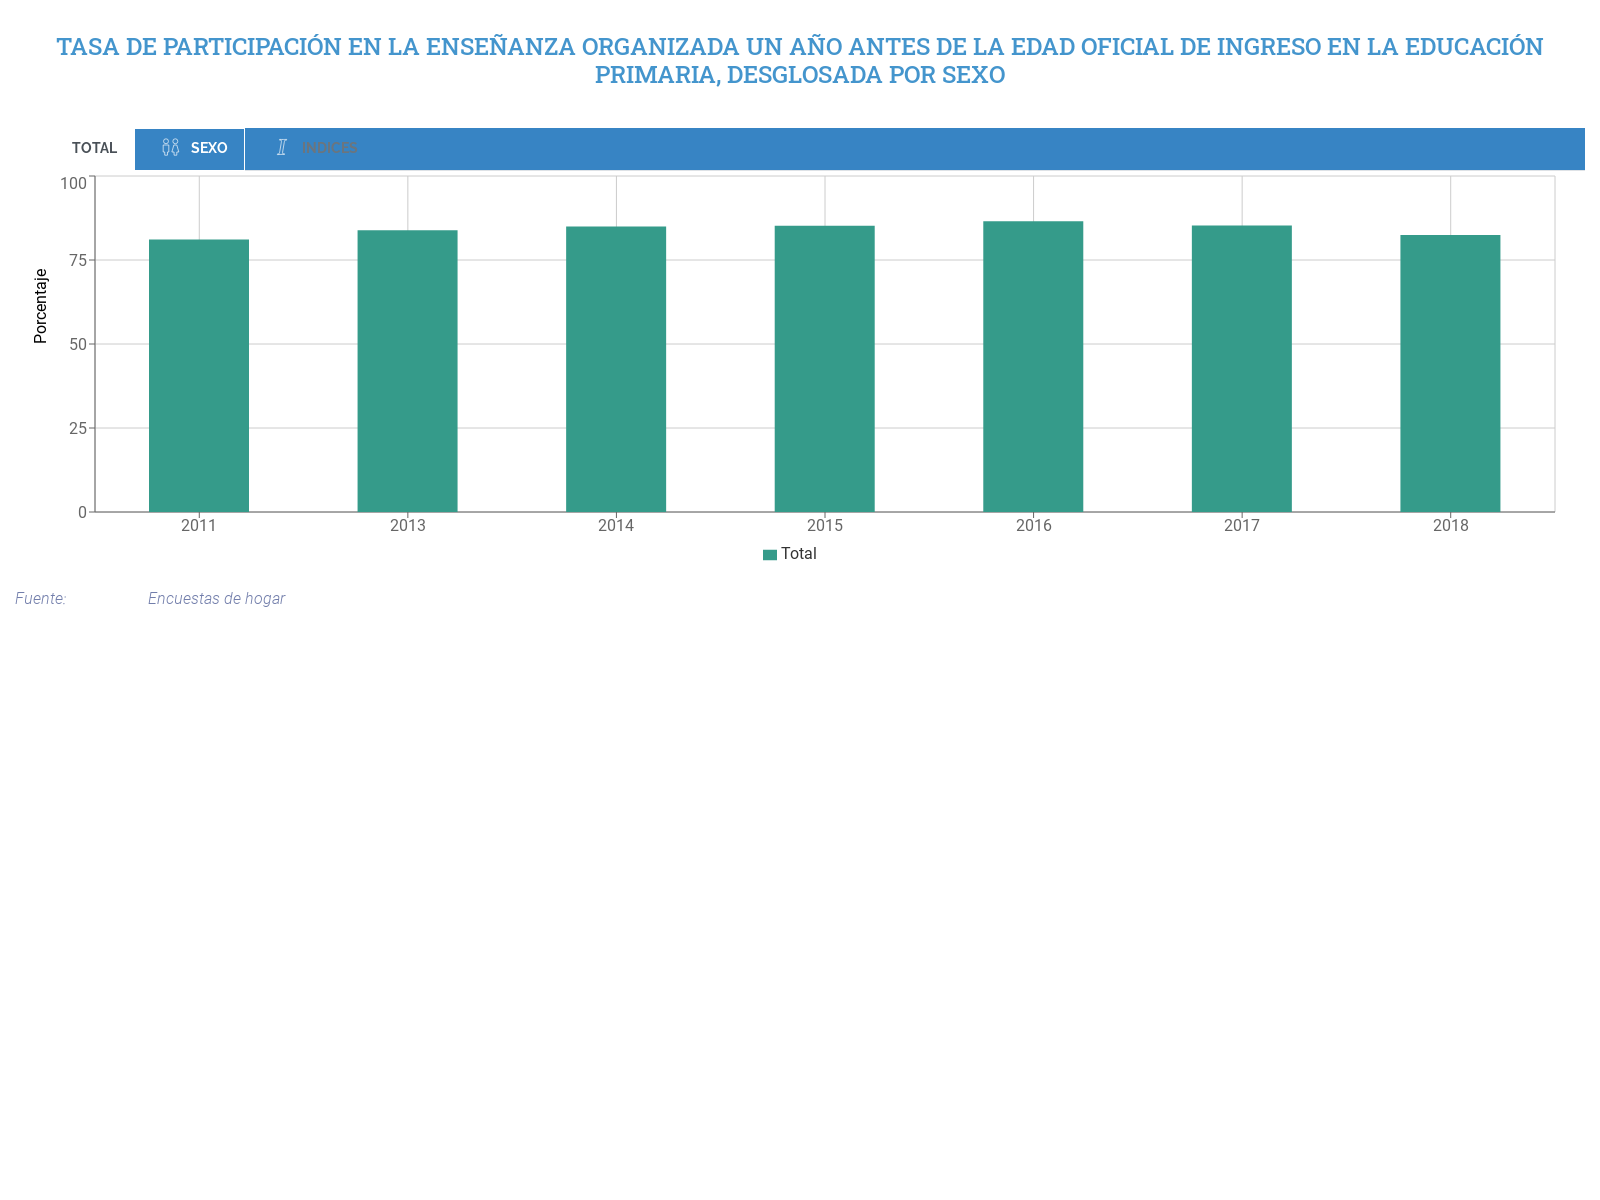 TASA DE PARTICIPACIÓN EN LA ENSEÑANZA ORGANIZADA UN AÑO ANTES DE LA EDAD OFICIAL DE INGRESO EN LA EDUCACIÓN
PRIMARIA, DESGLOSADA POR SEXO
TOTAL SEXO ÍNDICES
100
75
50
25
0
Porcentaje
2011 2013 2014 2015 2016 2017 2018
Total
Fuente: Encuestas de hogar